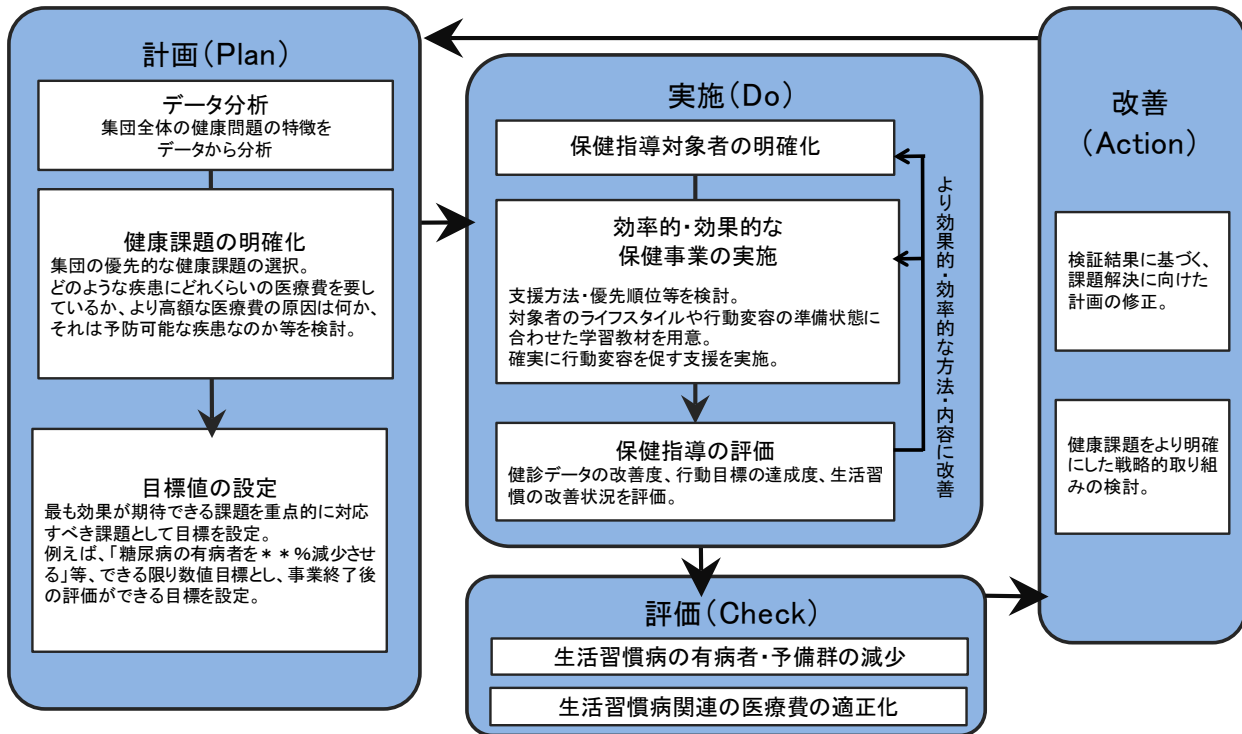 計画（Plan）
データ分析
集団全体の健康問題の特徴を
データから分析
健康課題の明確化
集団の優先的な健康課題の選択。
どのような疾患にどれくらいの医療費を要し
ているか、より高額な医療費の原因は何か、
それは予防可能な疾患なのか等を検討。
目標値の設定
最も効果が期待できる課題を重点的に対応
すべき課題として目標を設定。
例えば、「糖尿病の有病者を＊＊％減少させ
る」等、できる限り数値目標とし、事業終了後
の評価ができる目標を設定。
実施（Do）
保健指導対象者の明確化
効率的・効果的な
保健事業の実施
支援方法・優先順位等を検討。
対象者のライフスタイルや行動変容の準備状態に
合わせた学習教材を用意。
確実に行動変容を促す支援を実施。
保健指導の評価
健診データの改善度、行動目標の達成度、生活習
慣の改善状況を評価。
より効果的・効率的な方法・内容に改善
評価（Check）
生活習慣病の有病者・予備群の減少
生活習慣病関連の医療費の適正化
改善
（Action）
検証結果に基づく、
課題解決に向けた
計画の修正。
健康課題をより明確
にした戦略的取り組
みの検討。